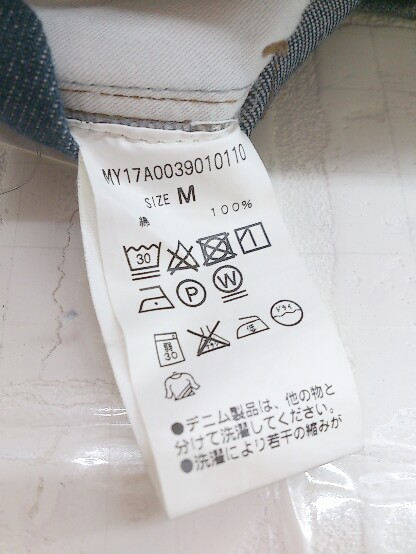 MY17A0039010110
SIZE M
綿 100%
30
P W
弱
30
ドライ
●デニム製品は、他の物と
分けて洗濯してください。
●洗濯により若干の縮みが